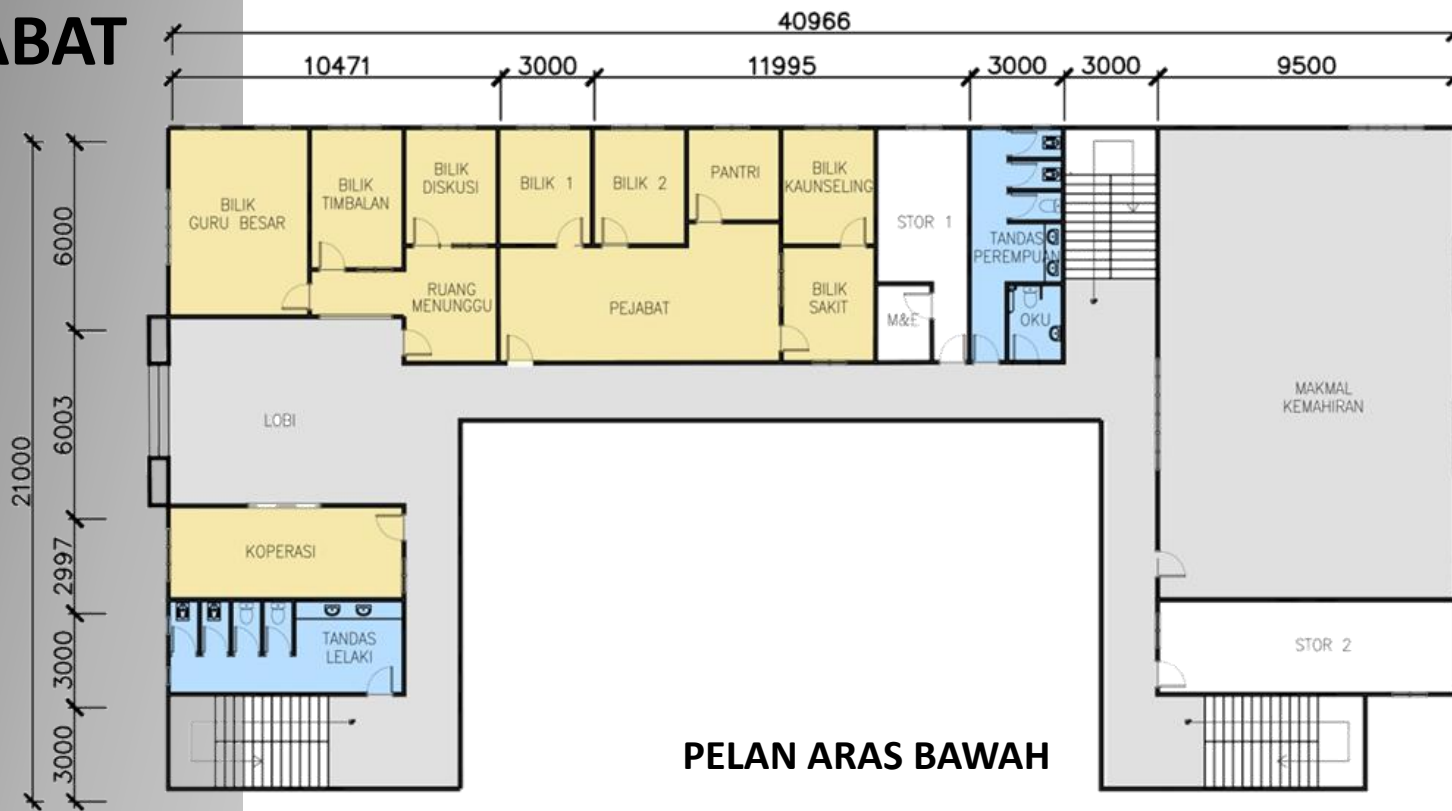 ABAT
40966
10471
3000
11995
3000
3000
9500
6000
6003
2997
3000
3000
21000
BILIK
GURU BESAR
BILIK
TIMBALAN
BILIK
DISKUSI
BILIK 1
BILIK 2
PANTRI
BILIK
KAUNSELING
STOR 1
TANDAS
PEREMPUAN
RUANG
MENUNGGU
PEJABAT
BILIK
SAKIT
M&E
OKU
LOBI
MAKMAL
KEMAHIRAN
KOPERASI
TANDAS
LELAKI
STOR 2
PELAN ARAS BAWAH